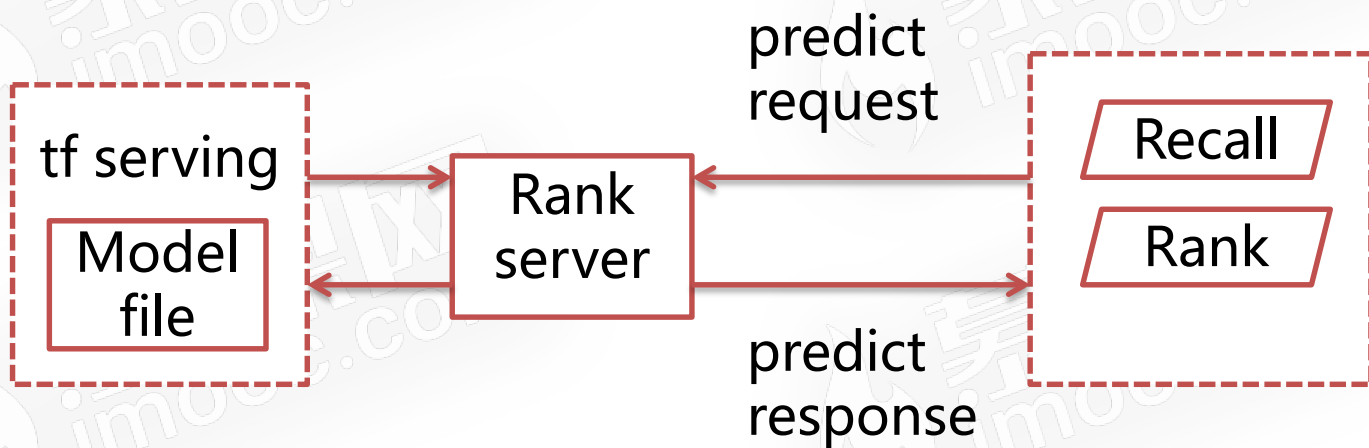 tf serving
Model
file
Rank
server
predict
request
predict
response
Recall
Rank